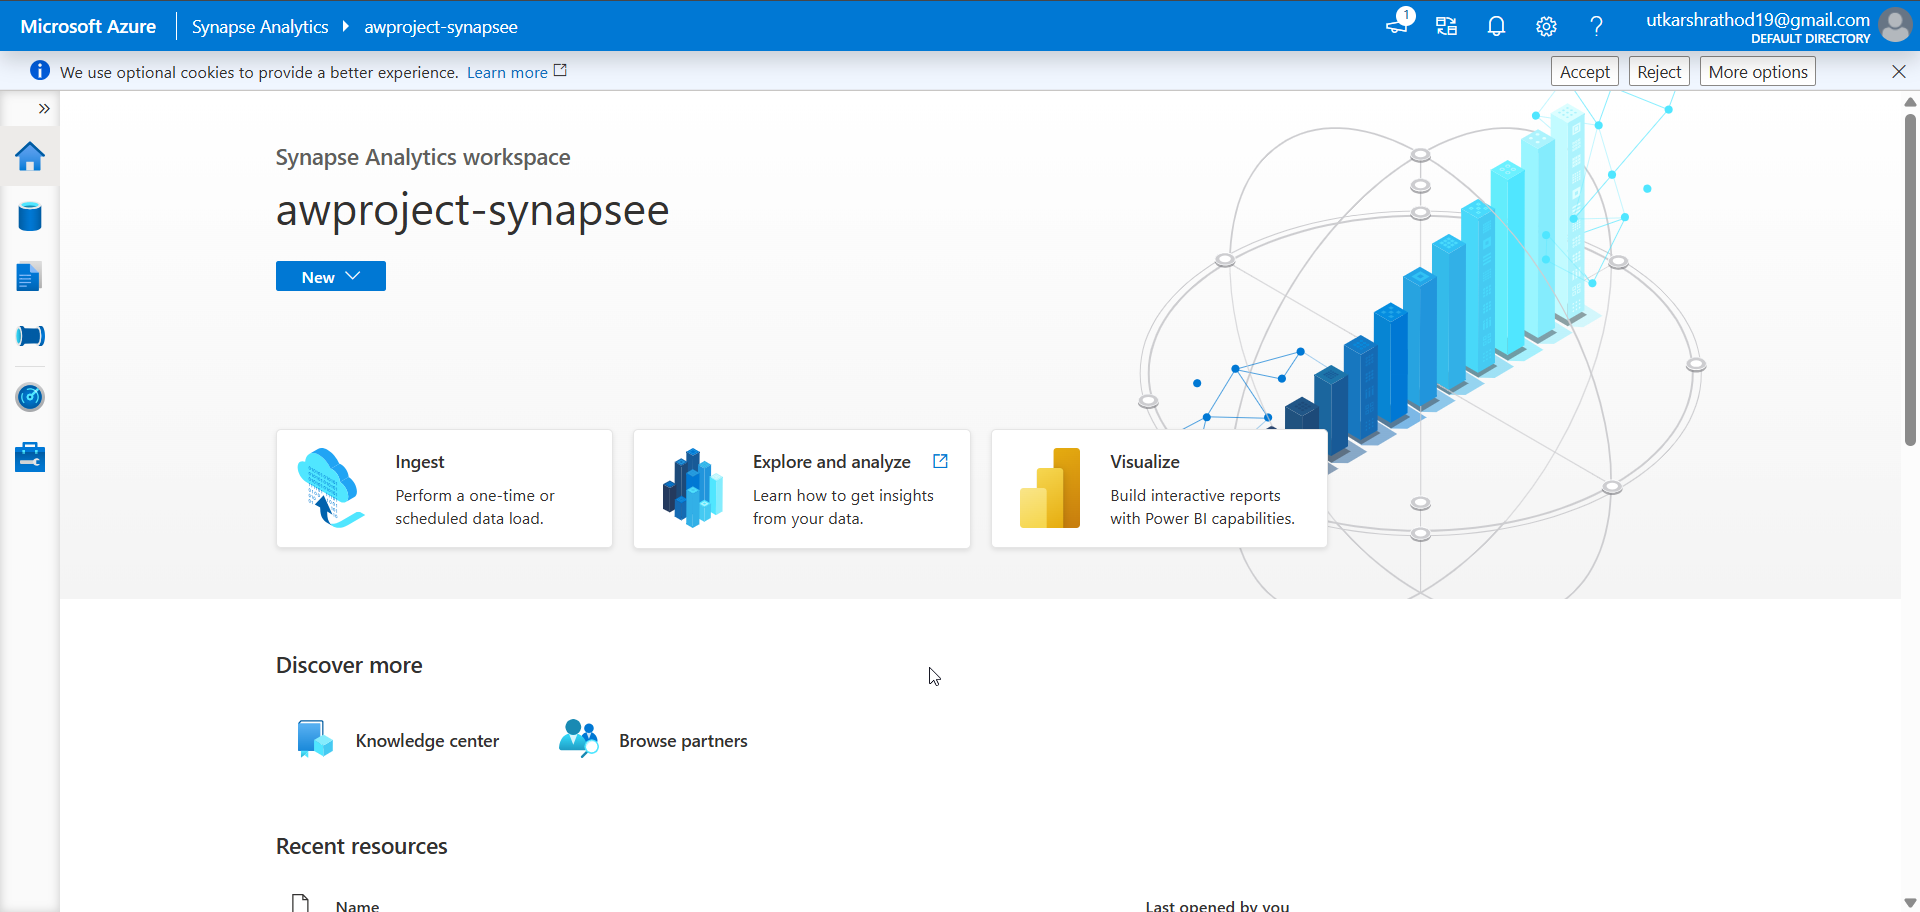 Microsoft Azure
Synapse Analytics
awproject-synapsee
1
utkarshrathod19@gmail.com
DEFAULT DIRECTORY
We use optional cookies to provide a better experience. Learn more
Accept
Reject
More options
Synapse Analytics workspace
awproject-synapsee
New
Ingest
Perform a one-time or
scheduled data load.
Explore and analyze
Learn how to get insights
from your data.
Visualize
Build interactive reports
with Power BI capabilities.
Discover more
Knowledge center
Browse partners
Recent resources
Name
Last opened by you